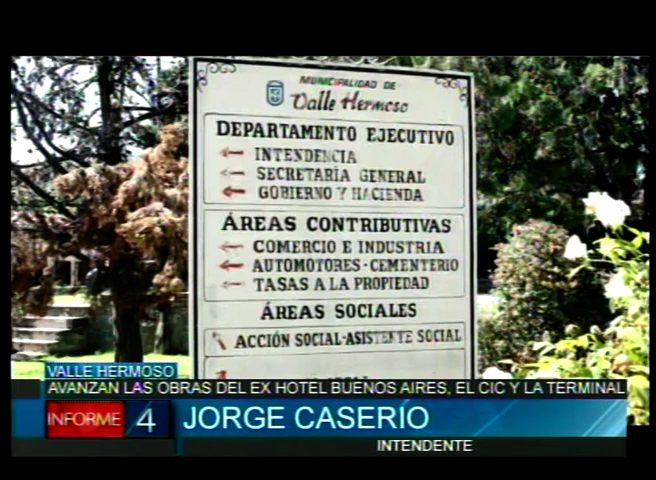 MUNICIPALIDAD DE
Valle Hermoso
DEPARTAMENTO EJECUTIVO
INTENDENCIA
SECRETARÍA GENERAL
GOBIERNO Y HACIENDA
ÁREAS CONTRIBUTIVAS
COMERCIO E INDUSTRIA
AUTOMOTORES-CEMENTERIO
TASAS A LA PROPIEDAD
ÁREAS SOCIALES
ACCIÓN SOCIAL-ASISTENTE SOCIAL
VALLE HERMOSO
AVANZAN LAS OBRAS DEL EX HOTEL BUENOS AIRES, EL CIC Y LA TERMINAL
INFORME 4
JORGE CASERIO
INTENDENTE